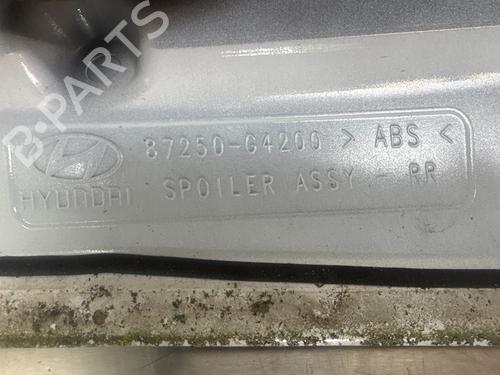 B-PARTS
87250-G4200 > ABS <
HYUNDAI SPOILER ASSY - RR